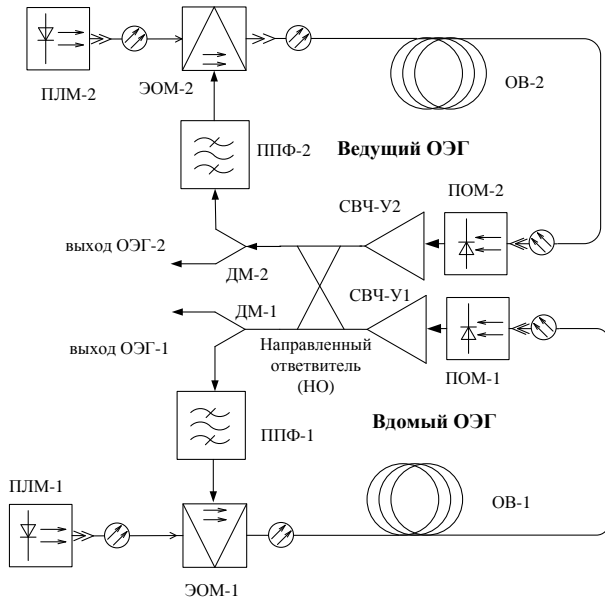 ПЛМ-2
ЭОМ-2
ОВ-2
ППФ-2
Ведущий ОЭГ
СВЧ-У2
ПОМ-2
выход ОЭГ-2
ДМ-2
ДМ-1
СВЧ-У1
выход ОЭГ-1
Направленный
ответвитель
(НО)
ПОМ-1
ППФ-1
Вдомый ОЭГ
ПЛМ-1
ОВ-1
ЭОМ-1